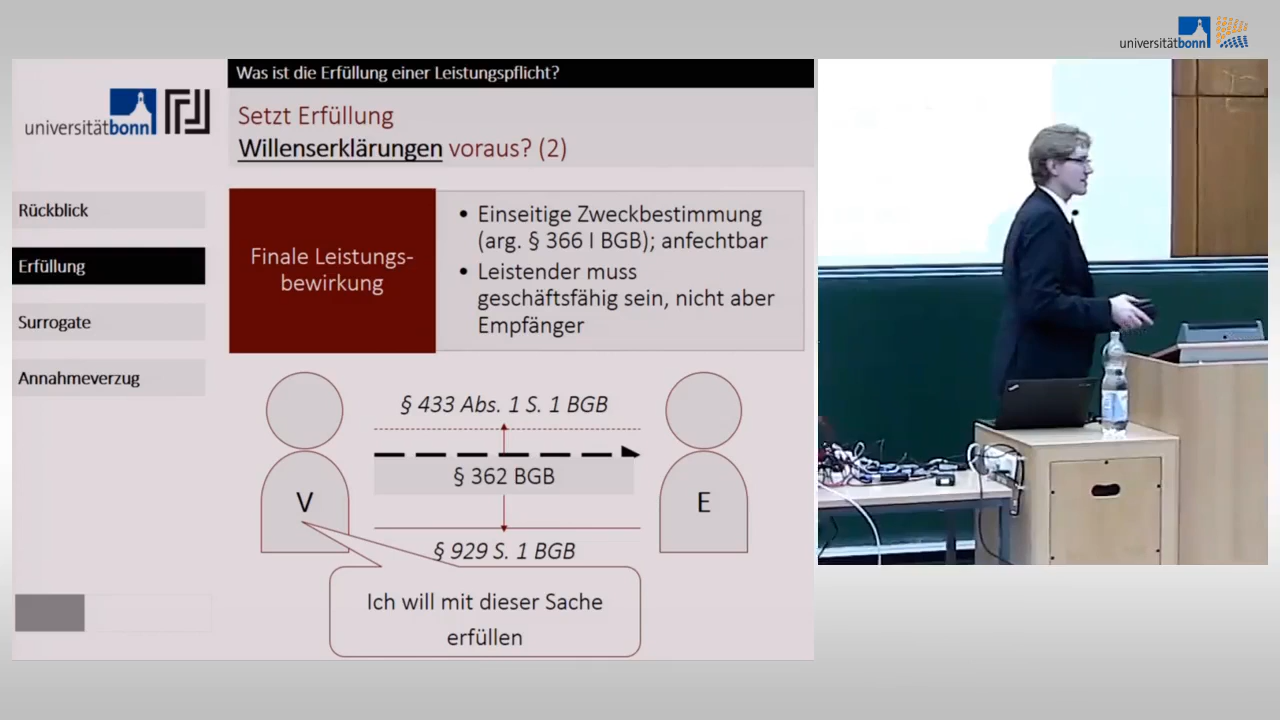 universitätbonn
universitätbonn
Was ist die Erfüllung einer Leistungspflicht?
Setzt Erfüllung
Willenserklärungen voraus? (2)
Rückblick
Erfüllung
Surrogate
Annahmeverzug
Finale Leistungs-
bewirkung
• Einseitige Zweckbestimmung
(arg. § 366 I BGB); anfechtbar
• Leistender muss
geschäftsfähig sein, nicht aber
Empfänger
§ 433 Abs. 1 S. 1 BGB
§ 362 BGB
V
E
§ 929 S. 1 BGB
Ich will mit dieser Sache
erfüllen